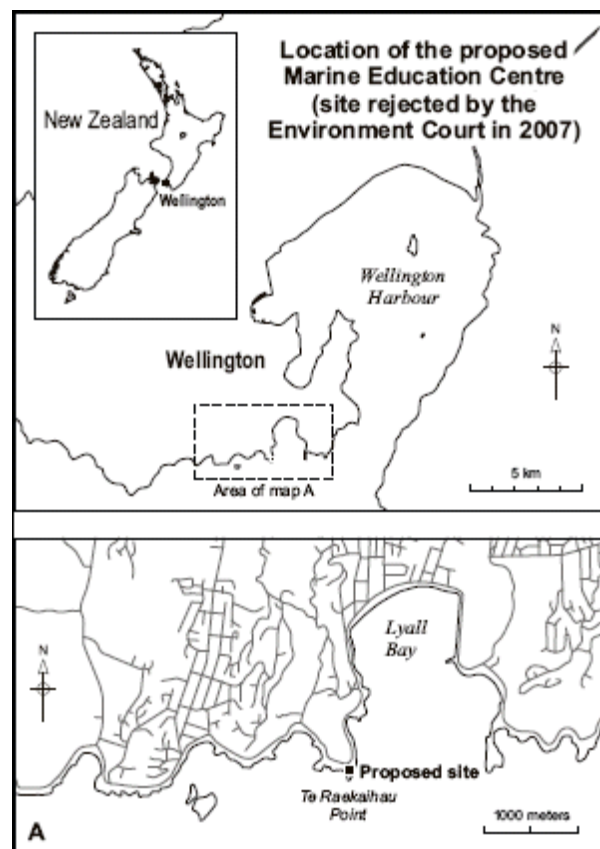 Location of the proposed
Marine Education Centre
(site rejected by the
Environment Court in 2007)
New Zealand
Wellington
Wellington
Harbour
Wellington
N
5 km
Area of map A
Lyall
Bay
N
Proposed site
Te Raekaihau
Point
1000 meters
A